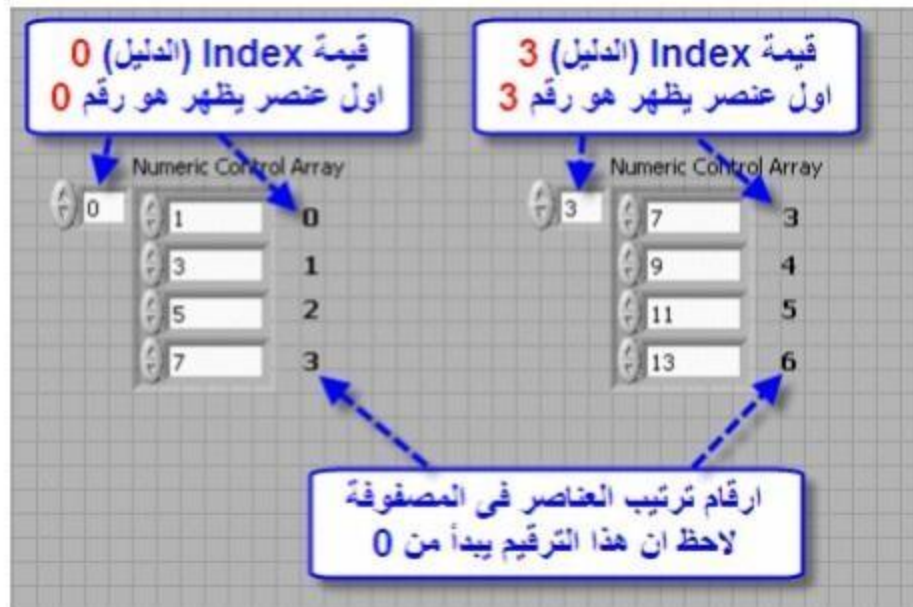 قيمة Index (الدليل) 0
اول عنصر يظهر هو رقم 0
قيمة Index (الدليل) 3
اول عنصر يظهر هو رقم 3
Numeric Control Array
0
1 0
3 1
5 2
7 3
Numeric Control Array
3
7 3
9 4
11 5
13 6
ارقام ترتيب العناصر فى المصفوفة
لاحظ ان هذا الترقيم يبدأ من 0